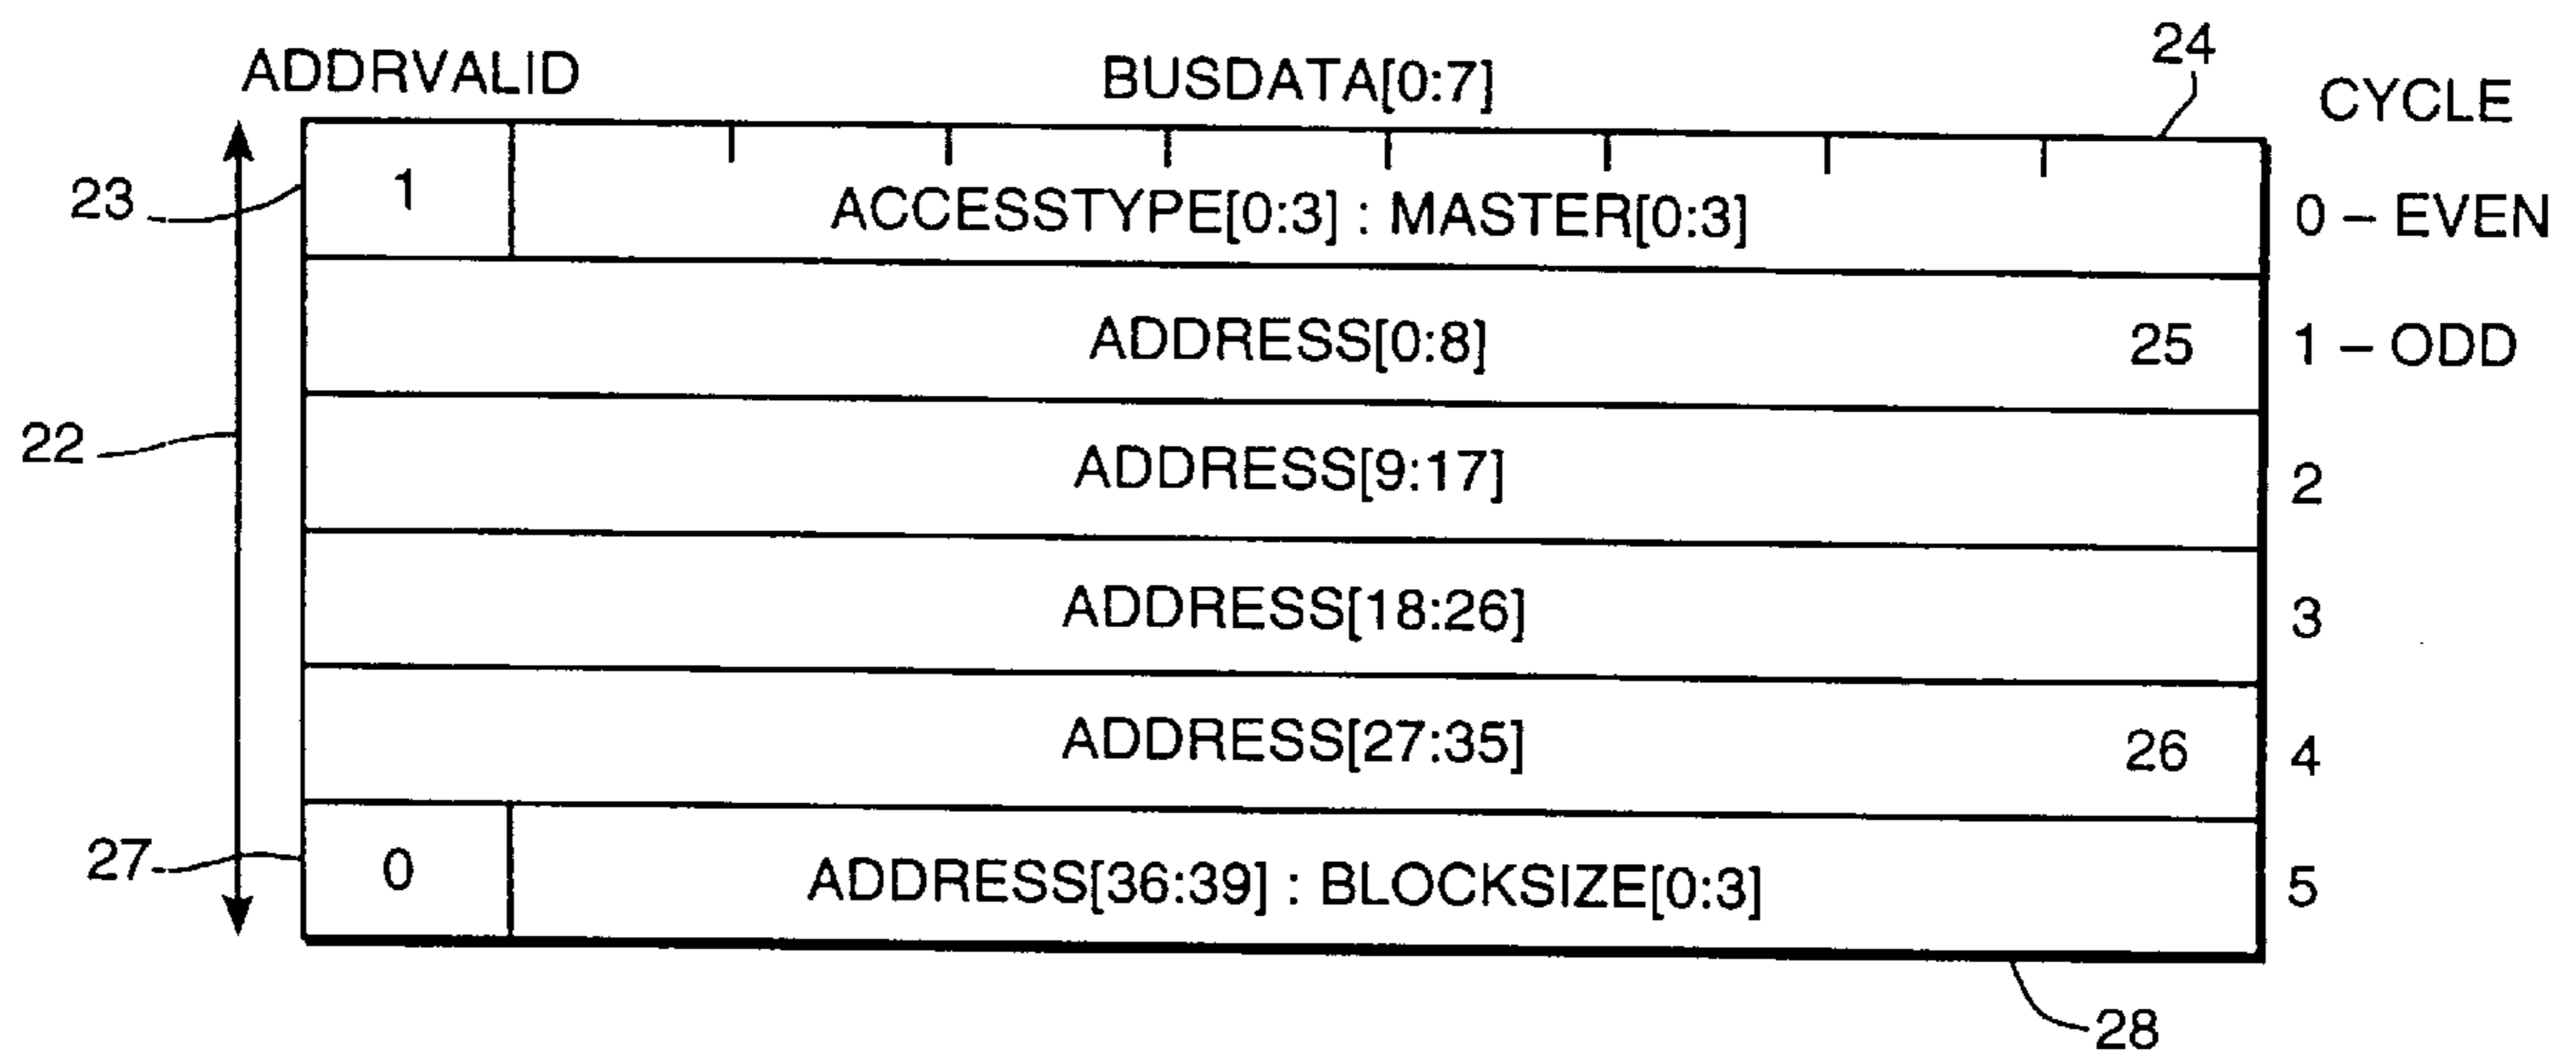 ADDRVALID BUSDATA[0:7] 24 CYCLE
23 1 ACCESSTYPE[0:3] : MASTER[0:3] 0 – EVEN
ADDRESS[0:8] 25 1 – ODD
22 ADDRESS[9:17] 2
ADDRESS[18:26] 3
ADDRESS[27:35] 26 4
27 0 ADDRESS[36:39] : BLOCKSIZE[0:3] 5
28